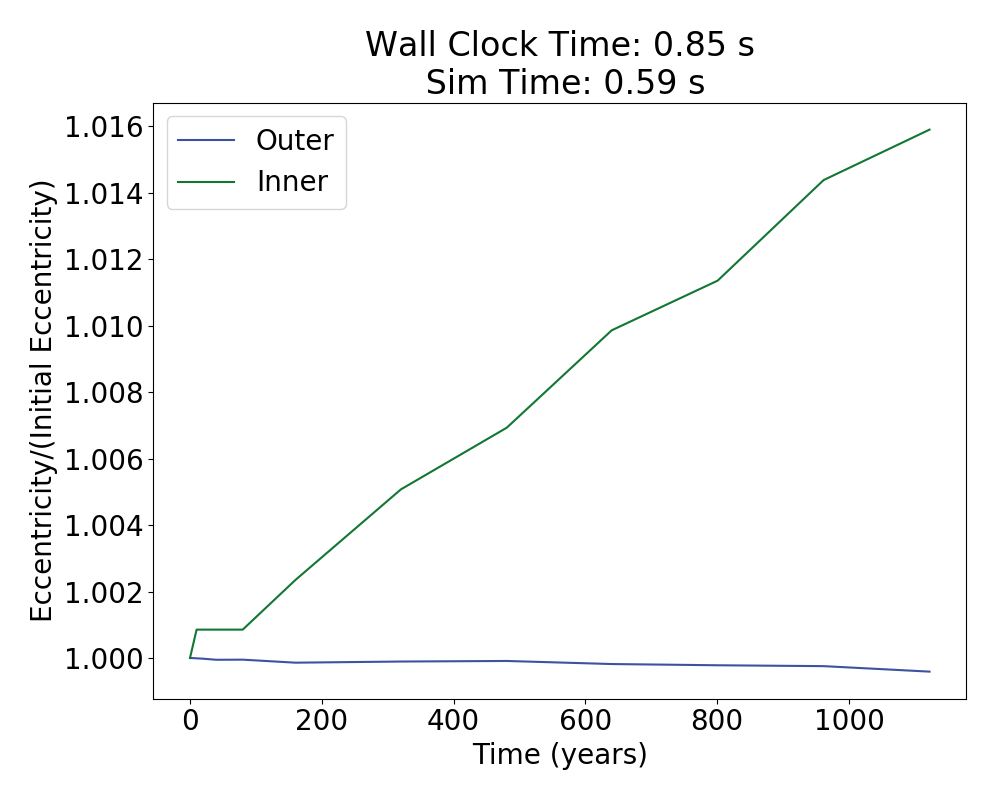 Wall Clock Time: 0.85 s
Sim Time: 0.59 s
Outer
Inner
Eccentricity/(Initial Eccentricity)
1.016
1.014
1.012
1.010
1.008
1.006
1.004
1.002
1.000
0
200
400
600
800
1000
Time (years)